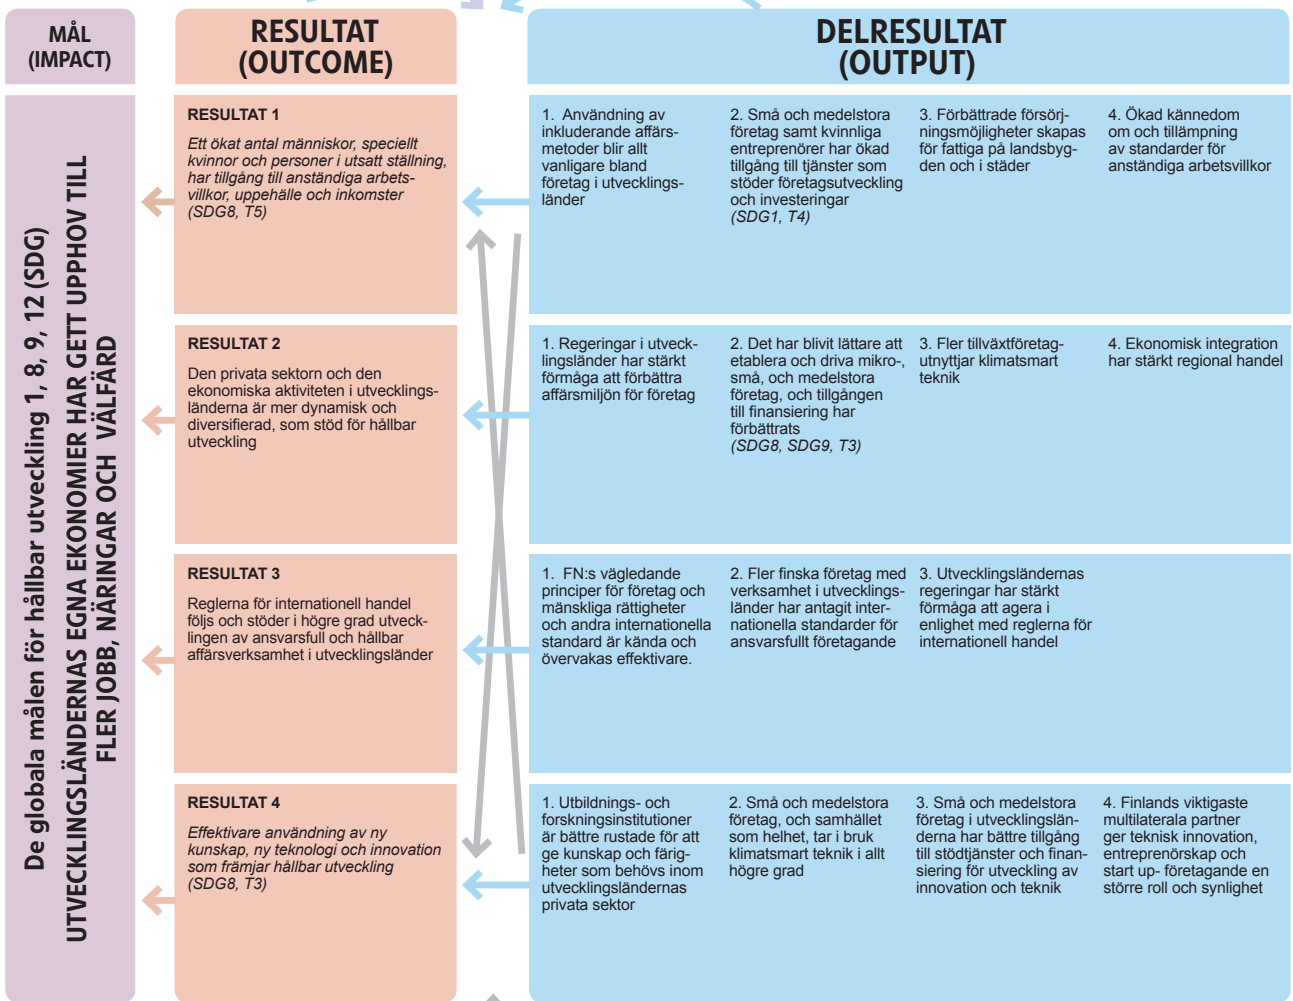 MÅL
(IMPACT)
RESULTAT
(OUTCOME)
DELRESULTAT
(OUTPUT)
De globala målen för hållbar utveckling 1, 8, 9, 12 (SDG)
UTVECKLINGSLÄNDERNAS EGNA EKONOMIER HAR GETT UPPHOV TILL
FLER JOBB, NÄRINGAR OCH VÄLFÄRD
RESULTAT 1
Ett ökat antal människor, speciellt
kvinnor och personer i utsatt ställning,
har tillgång till anständiga arbets-
villkor, uppehälle och inkomster
(SDG8, T5)
1. Användning av
inkluderande affärs-
metoder blir allt
vanligare bland
företag i utvecklings-
länder
2. Små och medelstora
företag samt kvinnliga
entreprenörer har ökad
tillgång till tjänster som
stöder företagsutveckling
och investeringar
(SDG1, T4)
3. Förbättrade försörj-
ningsmöjligheter skapas
för fattiga på landsbyg-
den och i städer
4. Ökad kännedom
om och tillämpning
av standarder för
anständiga arbetsvillkor
RESULTAT 2
Den privata sektorn och den
ekonomiska aktiviteten i utvecklings-
länderna är mer dynamisk och
diversifierad, som stöd för hållbar
utveckling
1. Regeringar i utveck-
lingsländer har stärkt
förmåga att förbättra
affärsmiljön för företag
2. Det har blivit lättare att
etablera och driva mikro-,
små, och medelstora
företag, och tillgången
till finansiering har
förbättrats
(SDG8, SDG9, T3)
3. Fler tillväxtföretag-
utnyttjar klimatsmart
teknik
4. Ekonomisk integration
har stärkt regional handel
RESULTAT 3
Reglerna för internationell handel
följs och stöder i högre grad utveck-
lingen av ansvarsfull och hållbar
affärsverksamhet i utvecklingsländer
1. FN:s vägledande
principer för företag och
mänskliga rättigheter
och andra internationella
standard är kända och
övervakas effektivare.
2. Fler finska företag med
verksamhet i utvecklings-
länder har antagit inter-
nationella standarder för
ansvarsfullt företagande
3. Utvecklingsländernas
regeringar har stärkt
förmåga att agera i
enlighet med reglerna för
internationell handel
RESULTAT 4
Effektivare användning av ny
kunskap, ny teknologi och innovation
som främjar hållbar utveckling
(SDG8, T3)
1. Utbildnings- och
forskningsinstitutioner
är bättre rustade för att
ge kunskap och färig-
heter som behövs inom
utvecklingsländernas
privata sektor
2. Små och medelstora
företag, och samhället
som helhet, tar i bruk
klimatsmart teknik i allt
högre grad
3. Små och medelstora
företag i utvecklingslän-
derna har bättre tillgång
till stödtjänster och finan-
siering för utveckling av
innovation och teknik
4. Finlands viktigaste
multilaterala partner
ger teknisk innovation,
entreprenörskap och
start up- företagande en
större roll och synlighet